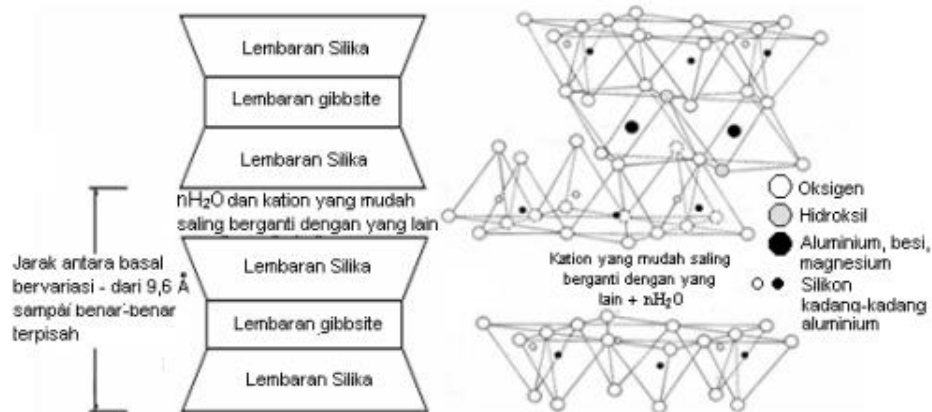 Lembaran Silika
Lembaran gibbsite
Lembaran Silika
nH2O dan kation yang mudah
saling berganti dengan yang lain
Lembaran Silika
Lembaran gibbsite
Lembaran Silika
Jarak antara basal
bervariasi - dari 9,6 Å
sampai benar-benar
terpisah
Kation yang mudah saling
berganti dengan yang
lain + nH2O
Oksigen
Hidroksil
Aluminium, besi,
magnesium
Silikon
kadang-kadang
aluminium